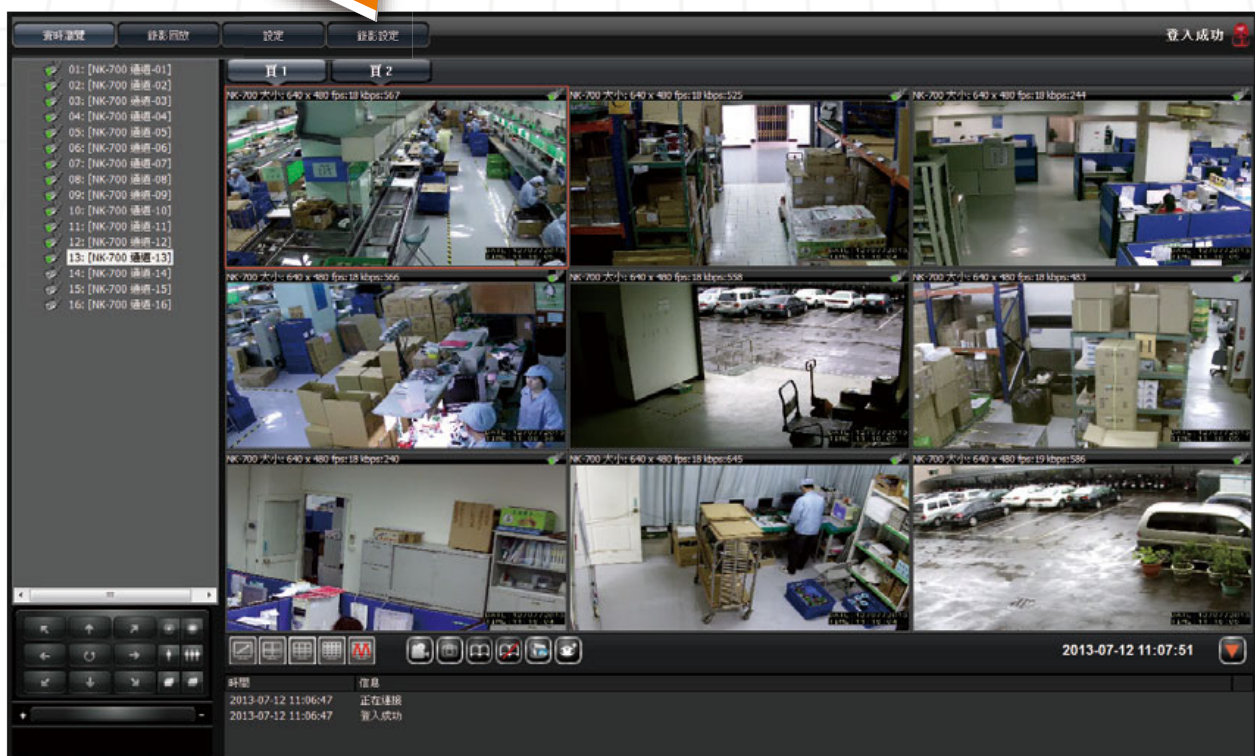 實時瀏覽
錄影回放
設定
錄影設定
登入成功
01: [NK-700 通道-01]
02: [NK-700 通道-02]
03: [NK-700 通道-03]
04: [NK-700 通道-04]
05: [NK-700 通道-05]
06: [NK-700 通道-06]
07: [NK-700 通道-07]
08: [NK-700 通道-08]
09: [NK-700 通道-09]
10: [NK-700 通道-10]
11: [NK-700 通道-11]
12: [NK-700 通道-12]
13: [NK-700 通道-13]
14: [NK-700 通道-14]
15: [NK-700 通道-15]
16: [NK-700 通道-16]
頁 1
頁 2
NK-700 大小: 640 x 480 fps:18 kbps:567
NK-700 大小: 640 x 480 fps:18 kbps:525
NK-700 大小: 640 x 480 fps:18 kbps:244
NK-700 大小: 640 x 480 fps:18 kbps:566
NK-700 大小: 640 x 480 fps:18 kbps:558
NK-700 大小: 640 x 480 fps:18 kbps:483
NK-700 大小: 640 x 480 fps:18 kbps:240
NK-700 大小: 640 x 480 fps:18 kbps:645
NK-700 大小: 640 x 480 fps:19 kbps:586
2013-07-12 11:07:51
時間
信息
2013-07-12 11:06:47 正在連接
2013-07-12 11:06:47 登入成功